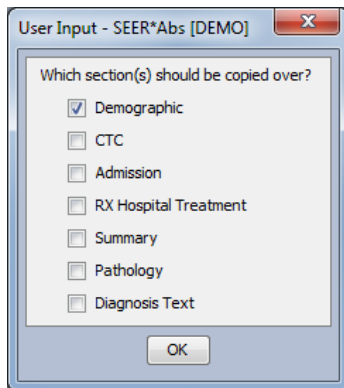 User Input - SEER*Abs [DEMO]
Which section(s) should be copied over?
Demographic
CTC
Admission
RX Hospital Treatment
Summary
Pathology
Diagnosis Text
OK